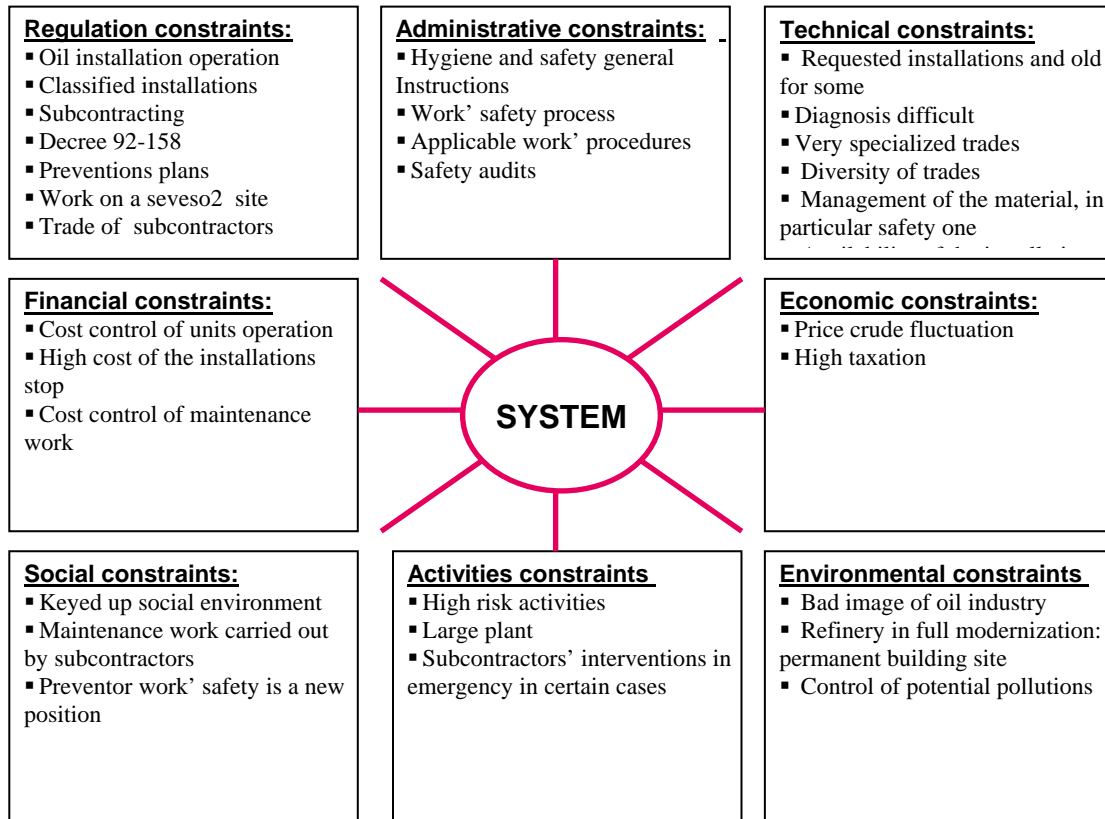 Regulation constraints:
▪ Oil installation operation
▪ Classified installations
▪ Subcontracting
▪ Decree 92-158
▪ Preventions plans
▪ Work on a seveso2 site
▪ Trade of subcontractors
Administrative constraints:
▪ Hygiene and safety general
Instructions
▪ Work' safety process
▪ Applicable work' procedures
▪ Safety audits
Technical constraints:
▪ Requested installations and old
for some
▪ Diagnosis difficult
▪ Very specialized trades
▪ Diversity of trades
▪ Management of the material, in
particular safety one
Financial constraints:
▪ Cost control of units operation
▪ High cost of the installations
stop
▪ Cost control of maintenance
work
SYSTEM
Economic constraints:
▪ Price crude fluctuation
▪ High taxation
Social constraints:
▪ Keyed up social environment
▪ Maintenance work carried out
by subcontractors
▪ Preventor work' safety is a new
position
Activities constraints
▪ High risk activities
▪ Large plant
▪ Subcontractors' interventions in
emergency in certain cases
Environmental constraints
▪ Bad image of oil industry
▪ Refinery in full modernization:
permanent building site
▪ Control of potential pollutions